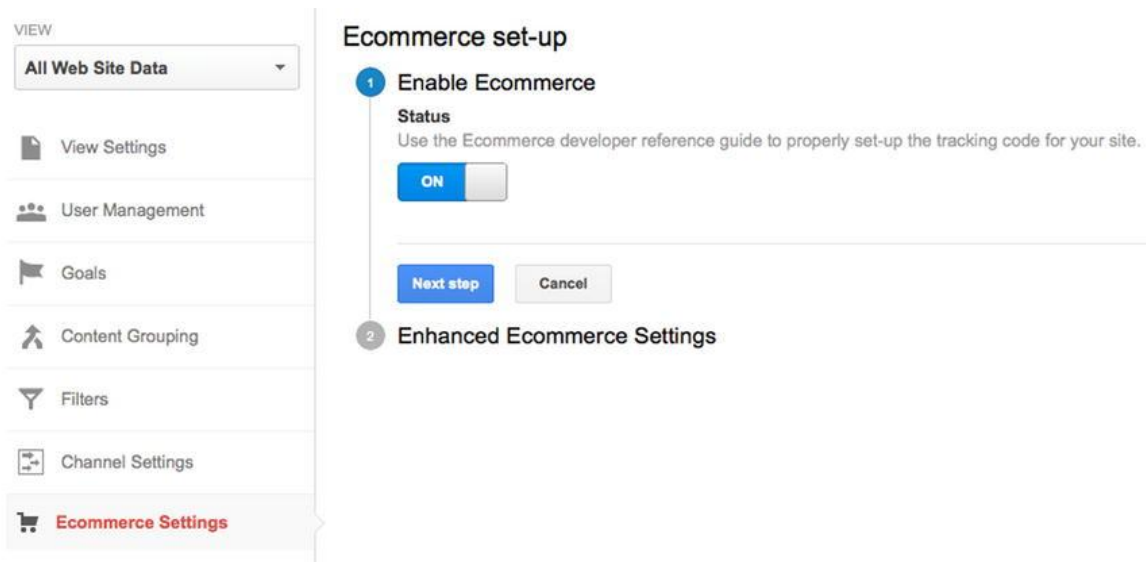 VIEW
All Web Site Data
View Settings
User Management
Goals
Content Grouping
Filters
Channel Settings
Ecommerce Settings
Ecommerce set-up
1 Enable Ecommerce
Status
Use the Ecommerce developer reference guide to properly set-up the tracking code for your site.
ON
Next step Cancel
2 Enhanced Ecommerce Settings